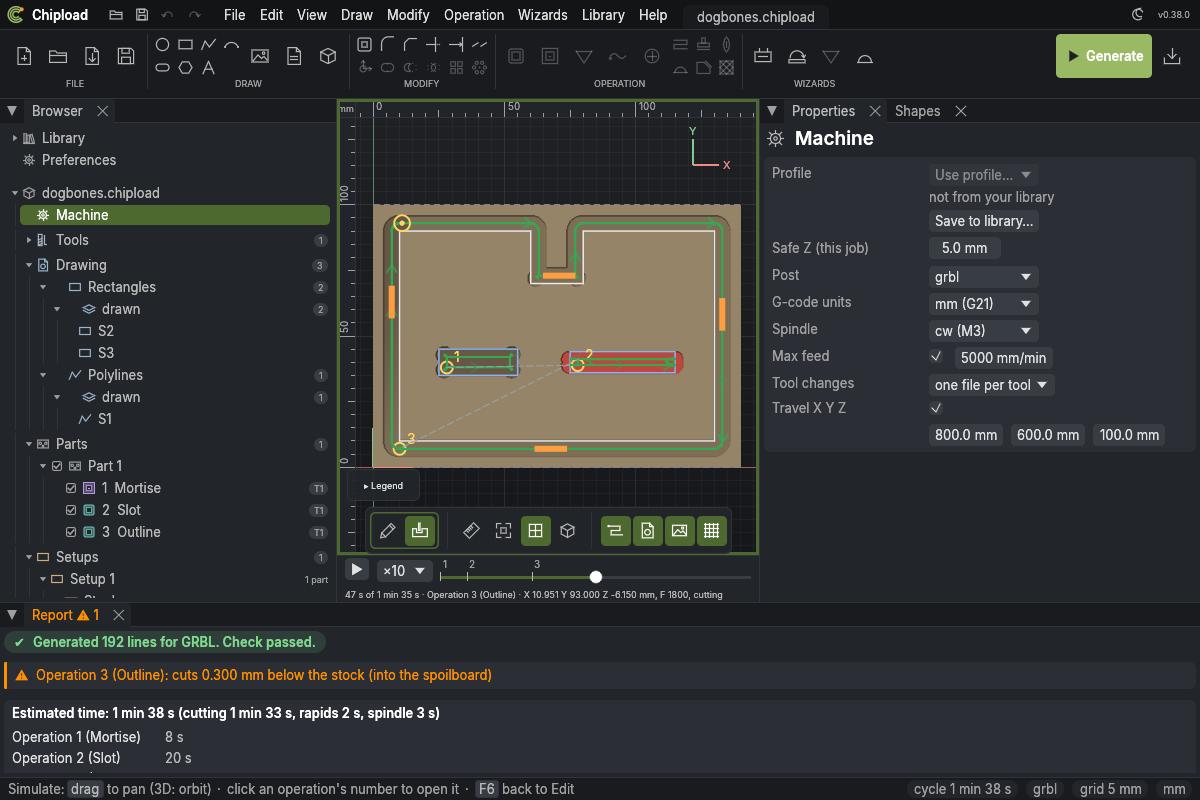 Chipload
File Edit View Draw Modify Operation Wizards Library Help
dogbones.chipload
v0.38.0
FILE
DRAW
MODIFY
OPERATION
WIZARDS
Generate
Browser
Library
Preferences
dogbones.chipload
Machine
Tools 1
Drawing 3
Rectangles 2
drawn 2
S2
S3
Polylines 1
drawn 1
S1
Parts 1
Part 1
1 Mortise T1
2 Slot T1
3 Outline T1
Setups 1
Setup 1 1 part
mm 0 50 100
100
50
0
Y
X
1
2
3
Legend
×10
1 2 3
47 s of 1 min 35 s · Operation 3 (Outline) · X 10.951 Y 93.000 Z -6.150 mm, F 1800, cutting
Properties
Shapes
Machine
Profile Use profile...
not from your library
Save to library...
Safe Z (this job) 5.0 mm
Post grbl
G-code units mm (G21)
Spindle cw (M3)
Max feed 5000 mm/min
Tool changes one file per tool
Travel X Y Z
800.0 mm 600.0 mm 100.0 mm
Report 1
Generated 192 lines for GRBL. Check passed.
Operation 3 (Outline): cuts 0.300 mm below the stock (into the spoilboard)
Estimated time: 1 min 38 s (cutting 1 min 33 s, rapids 2 s, spindle 3 s)
Operation 1 (Mortise) 8 s
Operation 2 (Slot) 20 s
Simulate: drag to pan (3D: orbit) · click an operation's number to open it · F6 back to Edit
cycle 1 min 38 s grbl grid 5 mm mm